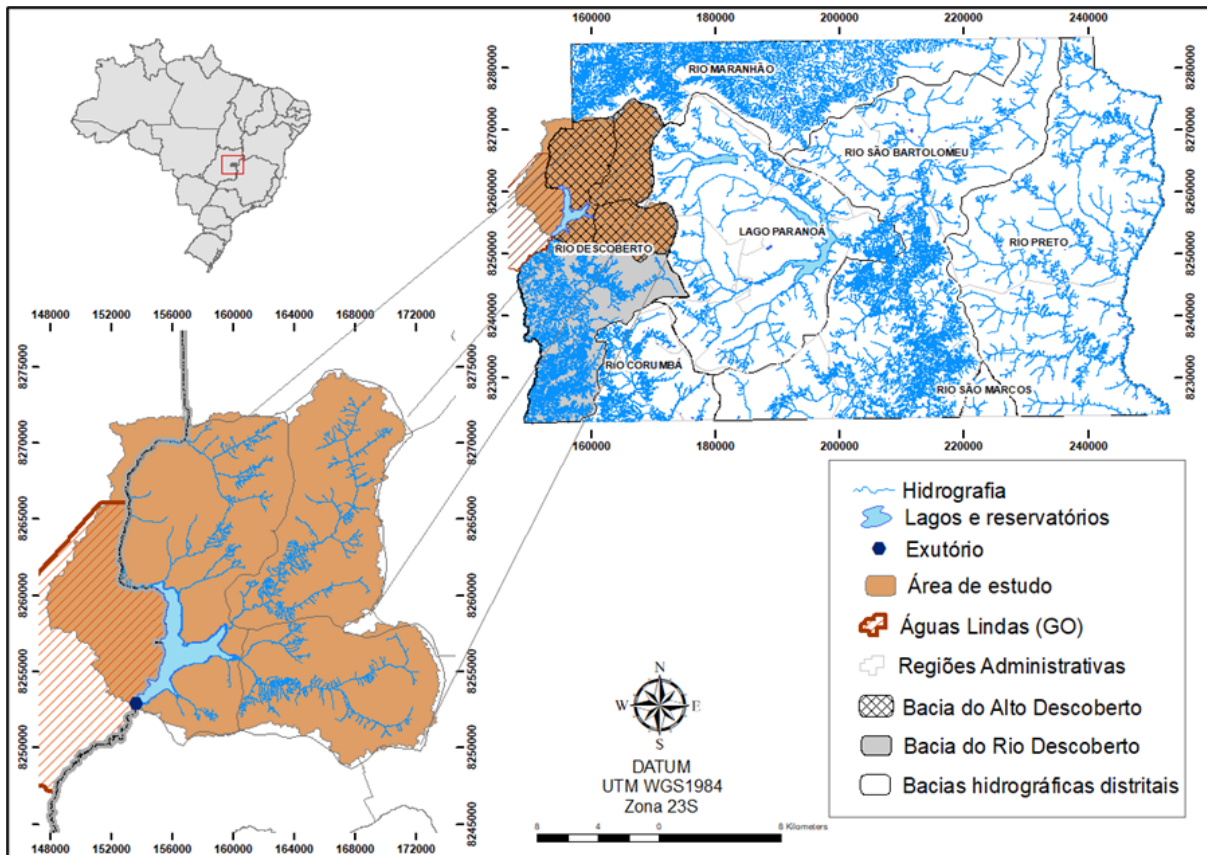 160000 180000 200000 220000 240000
8280000
8270000
8260000
8250000
8240000
8230000
RIO MARANHÃO
RIO SÃO BARTOLOMEU
LAGO PARANOÁ
RIO PRETO
RIO DESCOBERTO
RIO CORUMBÁ
RIO SÃO MARCOS
8280000
8270000
8260000
8250000
8240000
8230000
160000 180000 200000 220000 240000
148000 152000 156000 160000 164000 168000 172000
8275000
8270000
8265000
8260000
8255000
8250000
8245000
8275000
8270000
8265000
8260000
8255000
8250000
8245000
148000 152000 156000 160000 164000 168000 172000
N
W E
S
DATUM
UTM WGS1984
Zona 23S
8 4 0 8 Kilometers
Hidrografia
Lagos e reservatórios
Exutório
Área de estudo
Águas Lindas (GO)
Regiões Administrativas
Bacia do Alto Descoberto
Bacia do Rio Descoberto
Bacias hidrográficas distritais